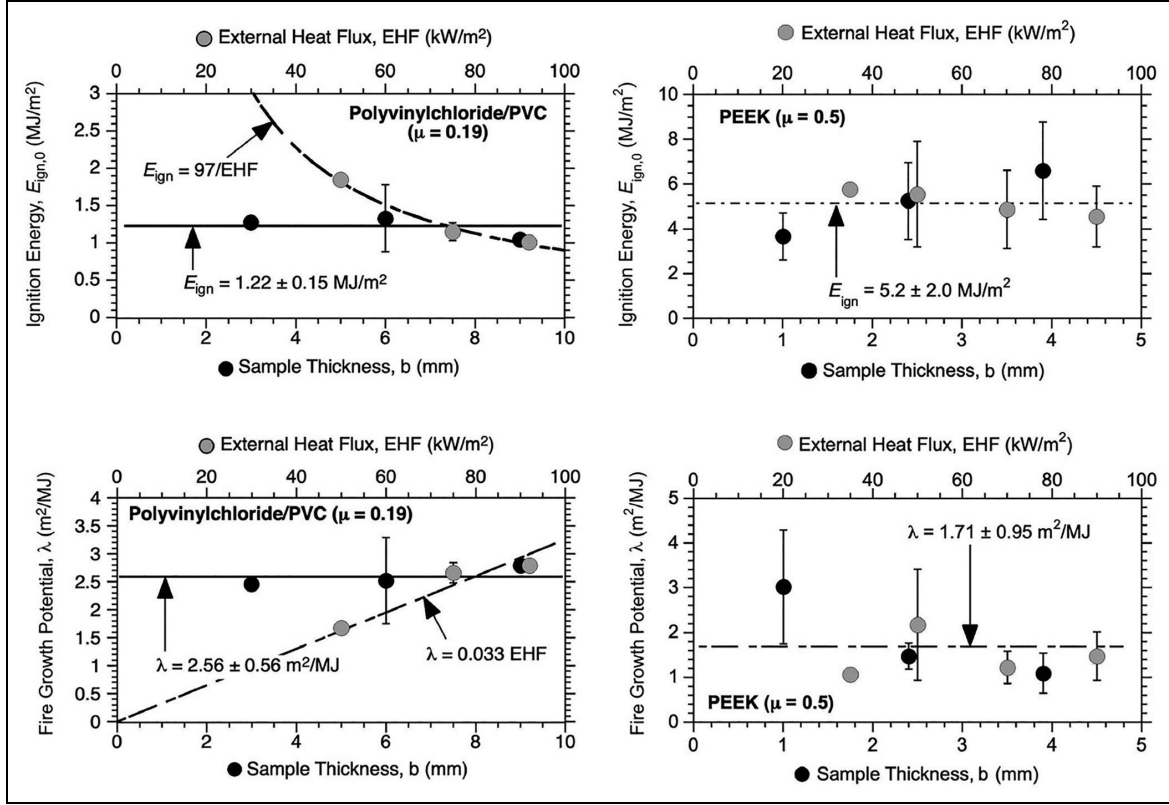 External Heat Flux, EHF (kW/m²)
0 20 40 60 80 100
Ignition Energy, Eign,0 (MJ/m²)
3
2.5
2
1.5
1
0.5
0
Polyvinylchloride/PVC
(μ = 0.19)
Eign = 97/EHF
Eign = 1.22 ± 0.15 MJ/m²
0 2 4 6 8 10
Sample Thickness, b (mm)
External Heat Flux, EHF (kW/m²)
0 20 40 60 80 100
Ignition Energy, Eign,0 (MJ/m²)
10
8
6
4
2
0
PEEK (μ = 0.5)
Eign = 5.2 ± 2.0 MJ/m²
0 1 2 3 4 5
Sample Thickness, b (mm)
External Heat Flux, EHF (kW/m²)
0 20 40 60 80 100
Fire Growth Potential, λ (m²/MJ)
4
3.5
3
2.5
2
1.5
1
0.5
0
Polyvinylchloride/PVC (μ = 0.19)
λ = 2.56 ± 0.56 m²/MJ
λ = 0.033 EHF
0 2 4 6 8 10
Sample Thickness, b (mm)
External Heat Flux, EHF (kW/m²)
0 20 40 60 80 100
Fire Growth Potential, λ (m²/MJ)
5
4
3
2
1
0
λ = 1.71 ± 0.95 m²/MJ
PEEK (μ = 0.5)
0 1 2 3 4 5
Sample Thickness, b (mm)